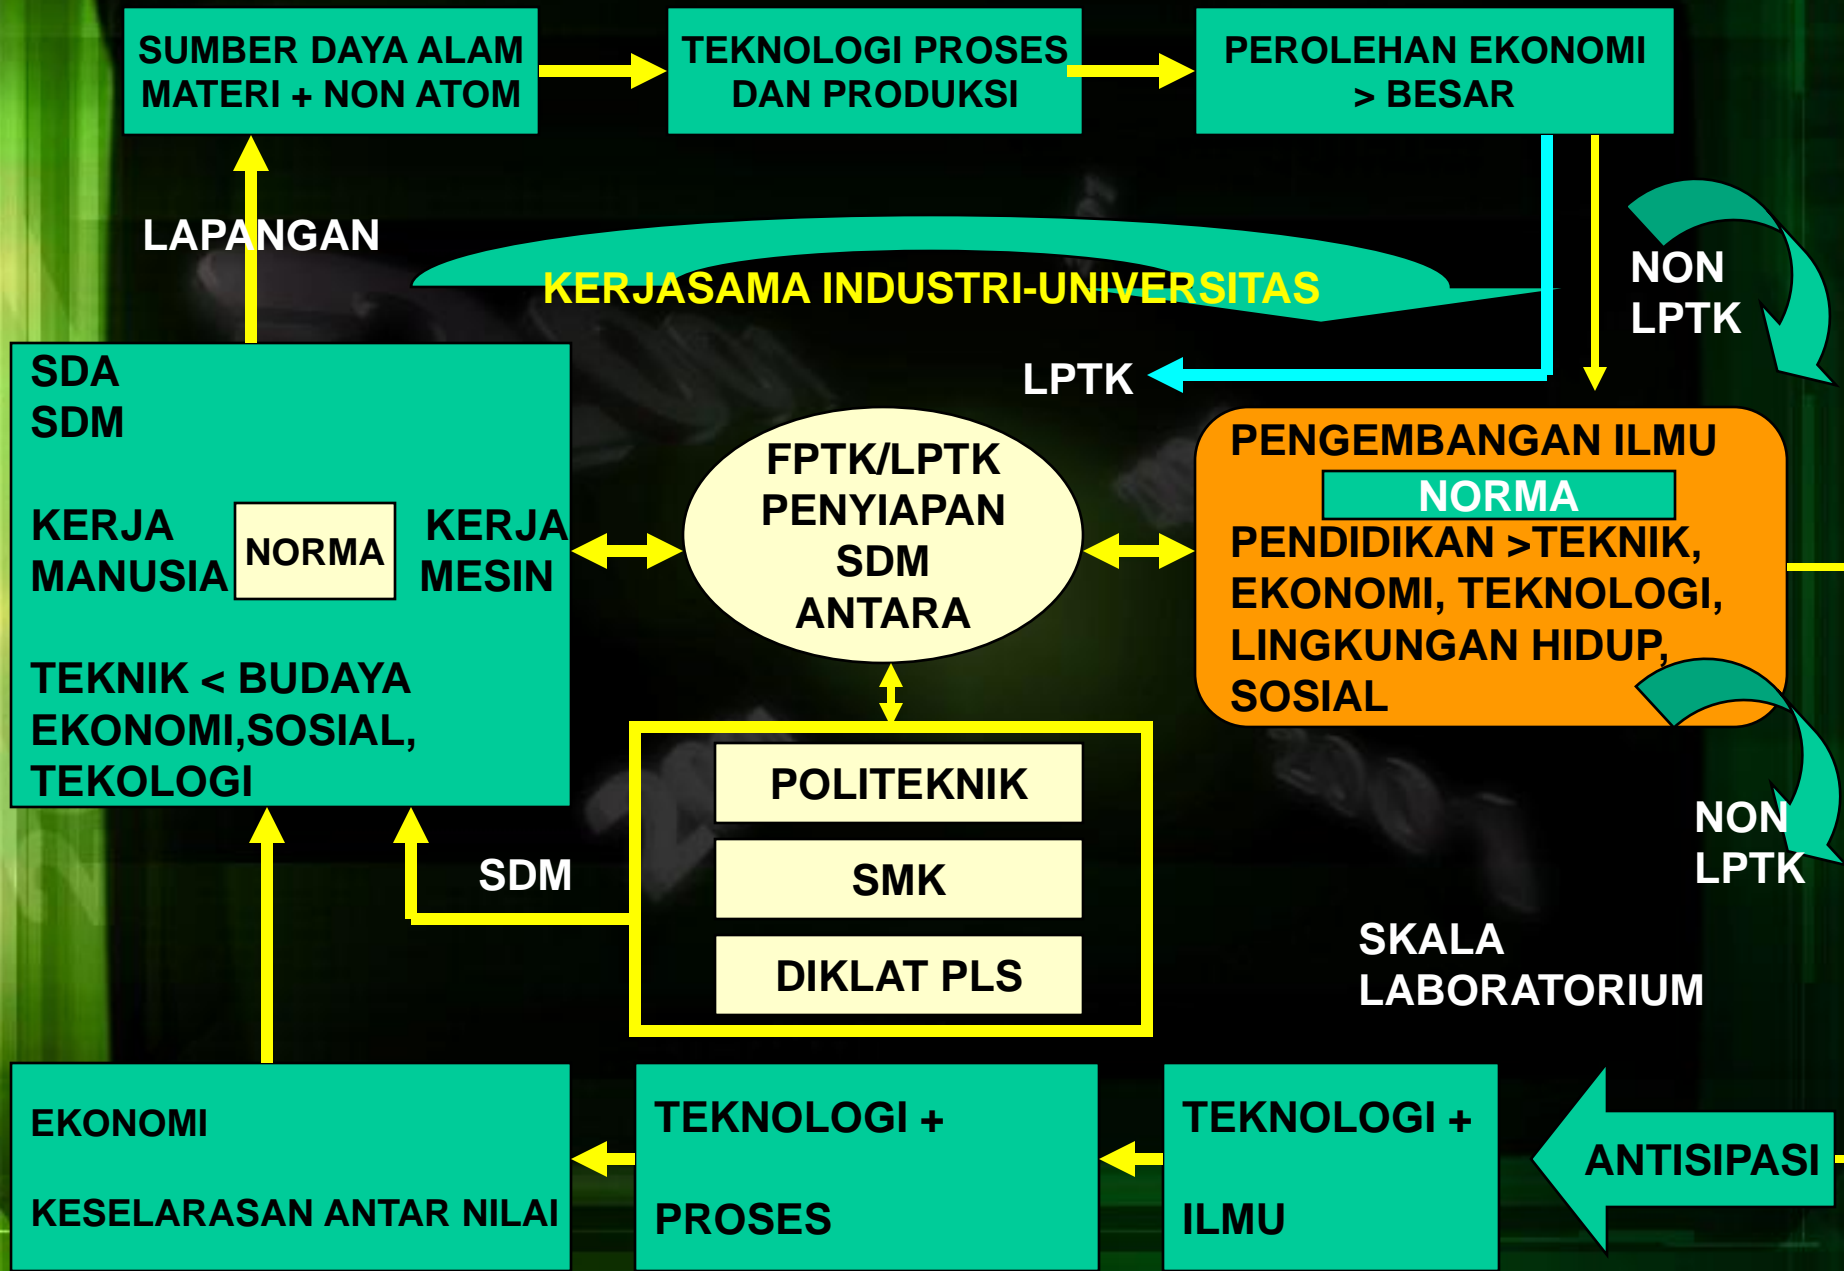 SUMBER DAYA ALAM
MATERI + NON ATOM
TEKNOLOGI PROSES
DAN PRODUKSI
PEROLEHAN EKONOMI
> BESAR
LAPANGAN
KERJASAMA INDUSTRI-UNIVERSITAS
NON
LPTK
LPTK
SDA
SDM
KERJA
MANUSIA
NORMA
KERJA
MESIN
TEKNIK < BUDAYA
EKONOMI,SOSIAL,
TEKOLOGI
FPTK/LPTK
PENYIAPAN
SDM
ANTARA
PENGEMBANGAN ILMU
NORMA
PENDIDIKAN >TEKNIK,
EKONOMI, TEKNOLOGI,
LINGKUNGAN HIDUP,
SOSIAL
POLITEKNIK
SMK
DIKLAT PLS
SDM
NON
LPTK
SKALA
LABORATORIUM
EKONOMI
KESELARASAN ANTAR NILAI
TEKNOLOGI +
PROSES
TEKNOLOGI +
ILMU
ANTISIPASI